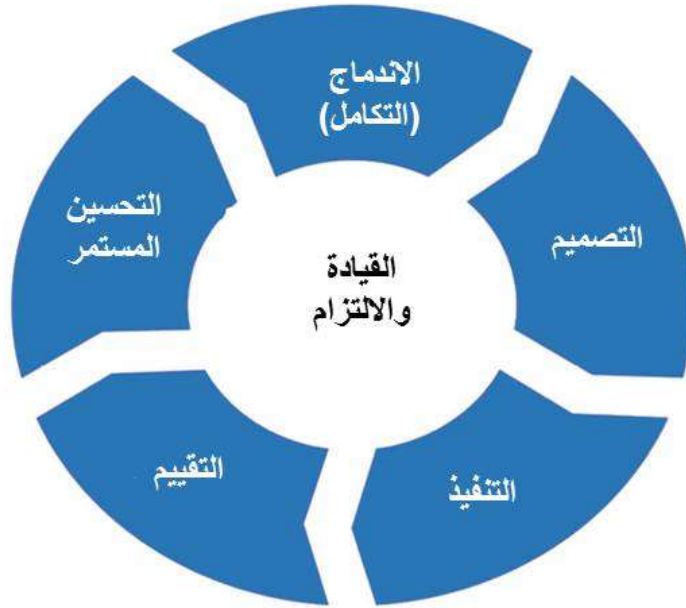 الاندماج
(التكامل)
التصميم
التنفيذ
التقييم
التحسين
المستمر
القيادة
والالتزام